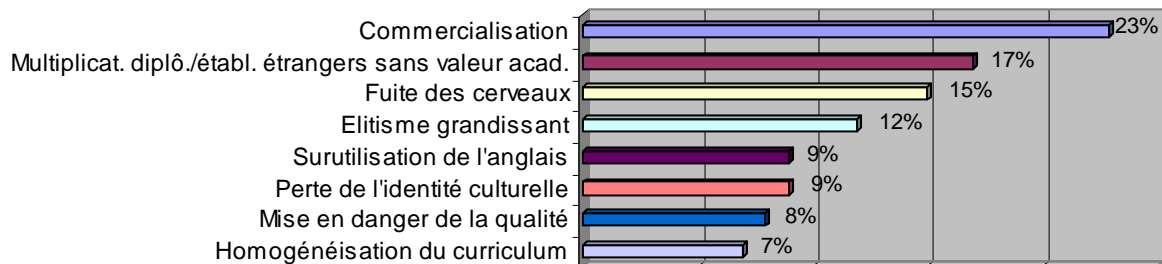 Commercialisation 23%
Multiplicat. diplô./établ. étrangers sans valeur acad. 17%
Fuite des cerveaux 15%
Elitisme grandissant 12%
Surutilisation de l'anglais 9%
Perte de l'identité culturelle 9%
Mise en danger de la qualité 8%
Homogénéisation du curriculum 7%